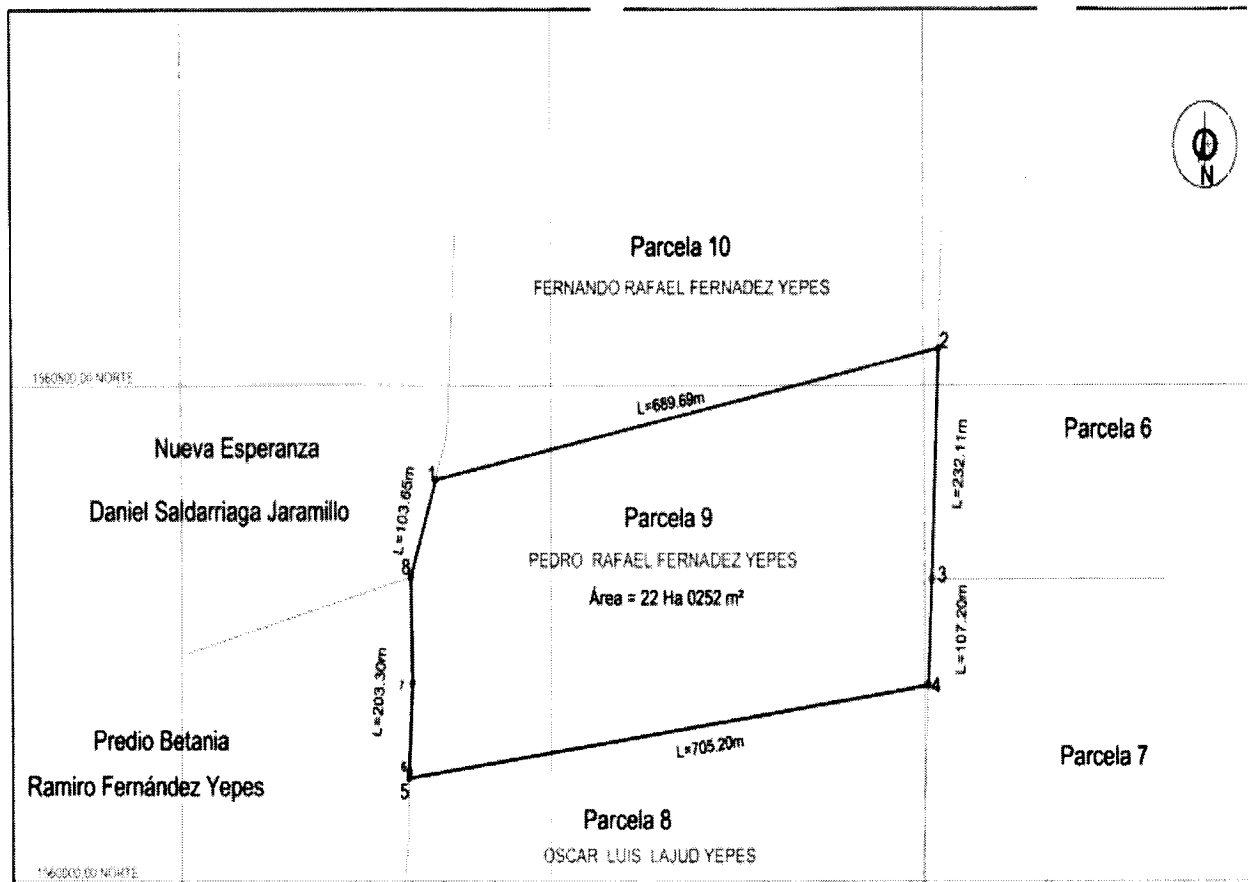 N
Parcela 10
FERNANDO RAFAEL FERNADEZ YEPES
2
1560500.00 NORTE
L=689.69m
Nueva Esperanza
Daniel Saldarriaga Jaramillo
1
L=103.65m
8
L=232.11m
Parcela 6
Parcela 9
PEDRO RAFAEL FERNADEZ YEPES
Área = 22 Ha 0252 m²
3
L=107.20m
4
7
L=203.30m
6
5
L=705.20m
Predio Betania
Ramiro Fernández Yepes
Parcela 7
Parcela 8
OSCAR LUIS LAJUD YEPES
1560000.00 NORTE